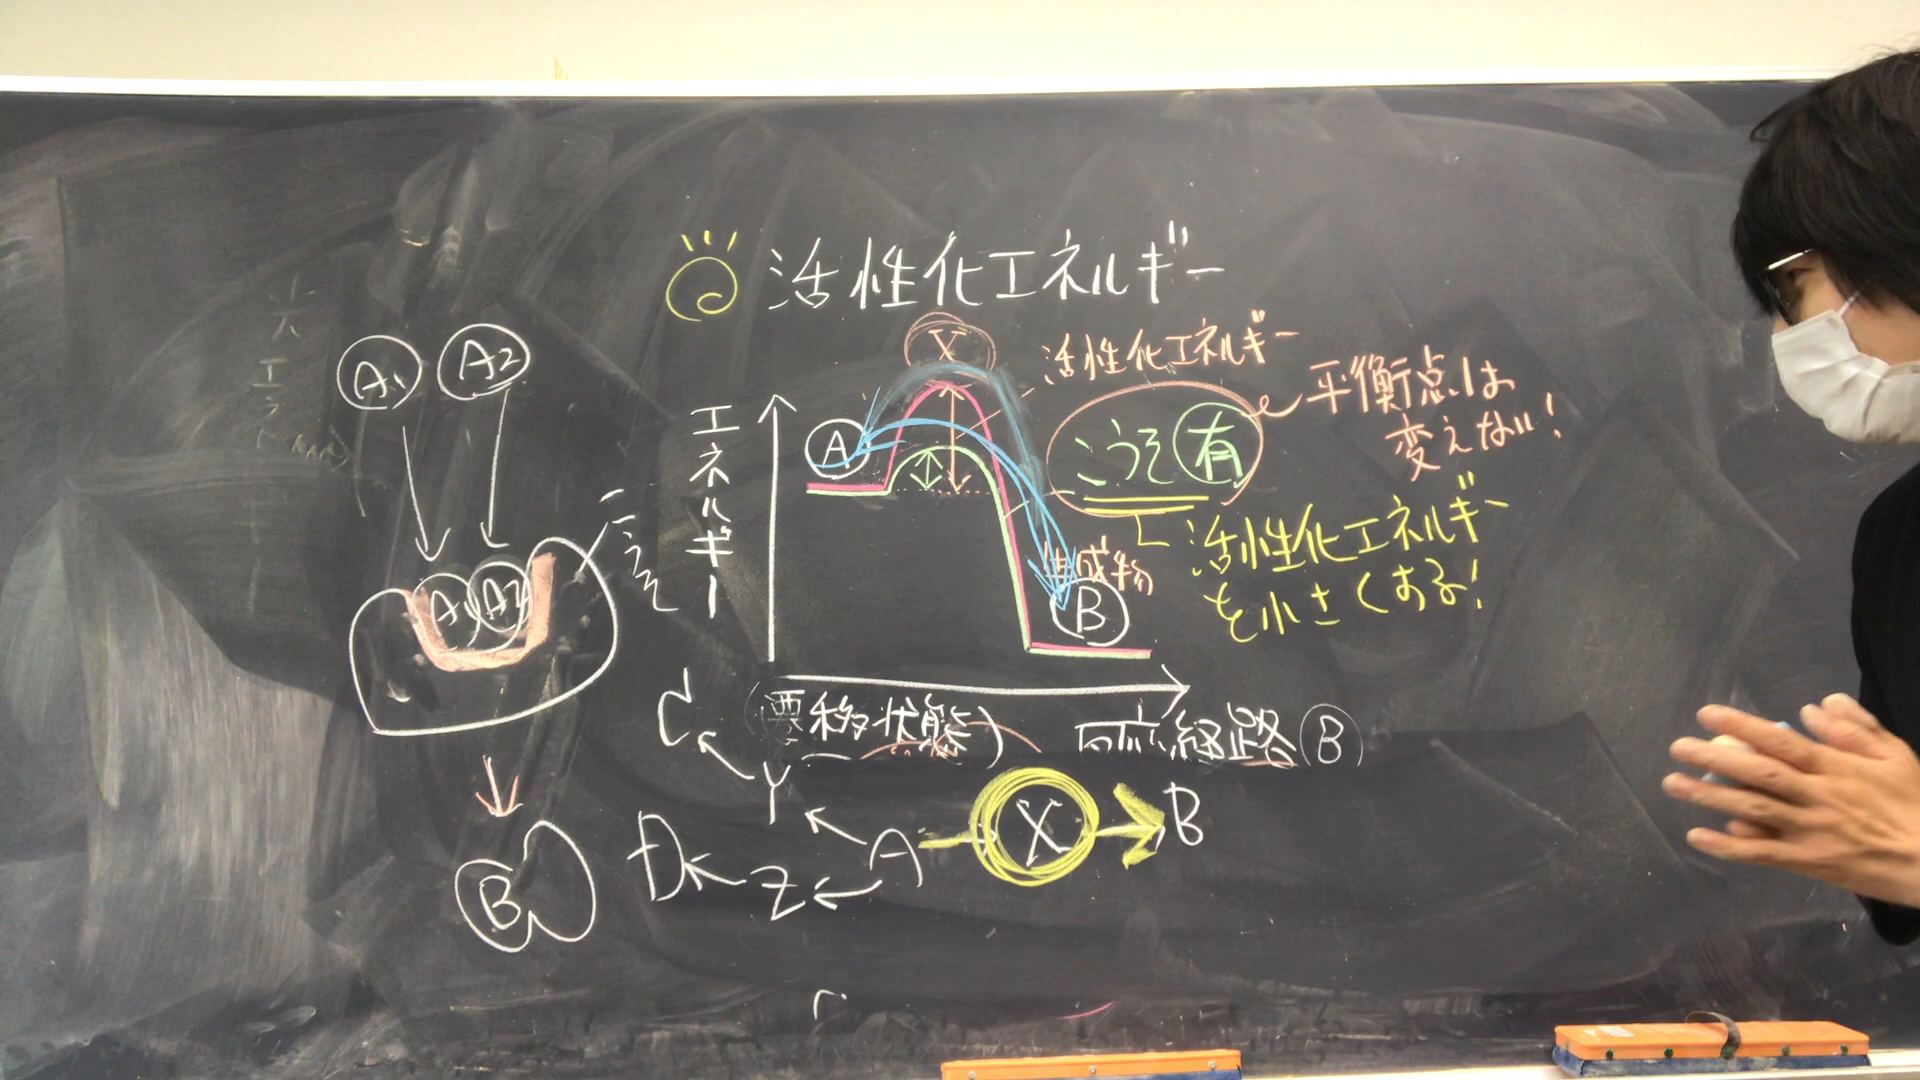 活性化エネルギー
A1
A2
A1
A2
こうそ
B
エネルギー
X
A
活性化エネルギー
こうそ有
平衡点は
変えない!
活性化エネルギー
を小さくする!
生成物
B
遷移状態)
反応経路
B
C
Y
D
Z
A
X
B